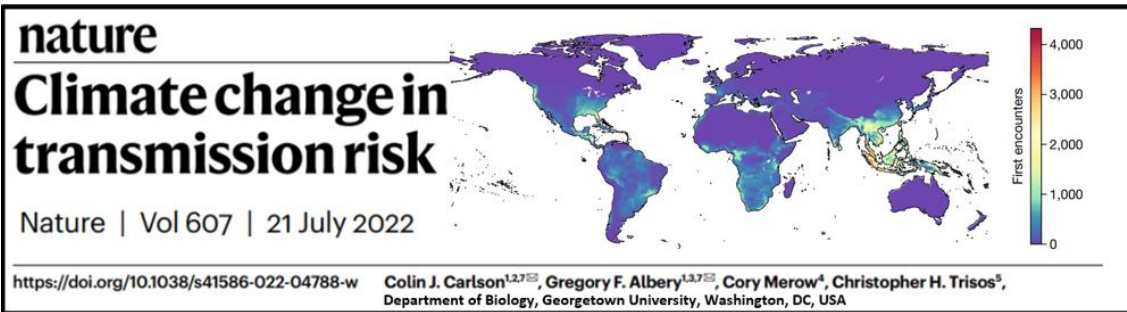 nature
Climate change in
transmission risk
Nature | Vol 607 | 21 July 2022
4,000
3,000
2,000
1,000
0
First encounters
https://doi.org/10.1038/s41586-022-04788-w
Colin J. Carlson1,2,7✉, Gregory F. Albery1,3,7✉, Cory Merow4, Christopher H. Trisos5,
Department of Biology, Georgetown University, Washington, DC, USA